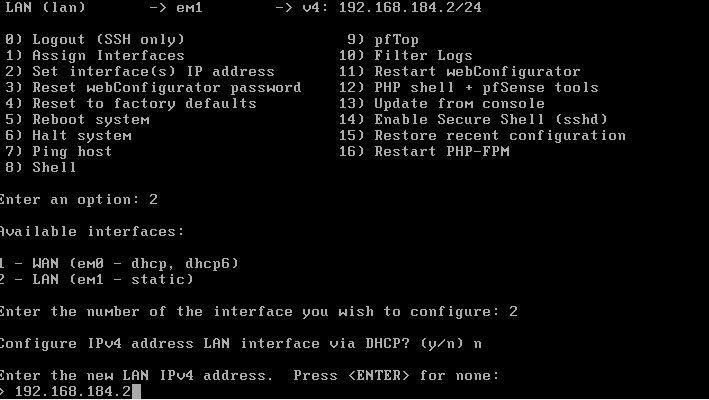 LAN (lan)       -> em1        -> v4: 192.168.184.2/24
0) Logout (SSH only)                  9) pfTop
1) Assign Interfaces                 10) Filter Logs
2) Set interface(s) IP address       11) Restart webConfigurator
3) Reset webConfigurator password    12) PHP shell + pfSense tools
4) Reset to factory defaults         13) Update from console
5) Reboot system                     14) Enable Secure Shell (sshd)
6) Halt system                       15) Restore recent configuration
7) Ping host                         16) Restart PHP-FPM
8) Shell
Enter an option: 2
Available interfaces:
1 - WAN (em0 - dhcp, dhcp6)
2 - LAN (em1 - static)
Enter the number of the interface you wish to configure: 2
Configure IPv4 address LAN interface via DHCP? (y/n) n
Enter the new LAN IPv4 address.  Press <ENTER> for none:
> 192.168.184.2